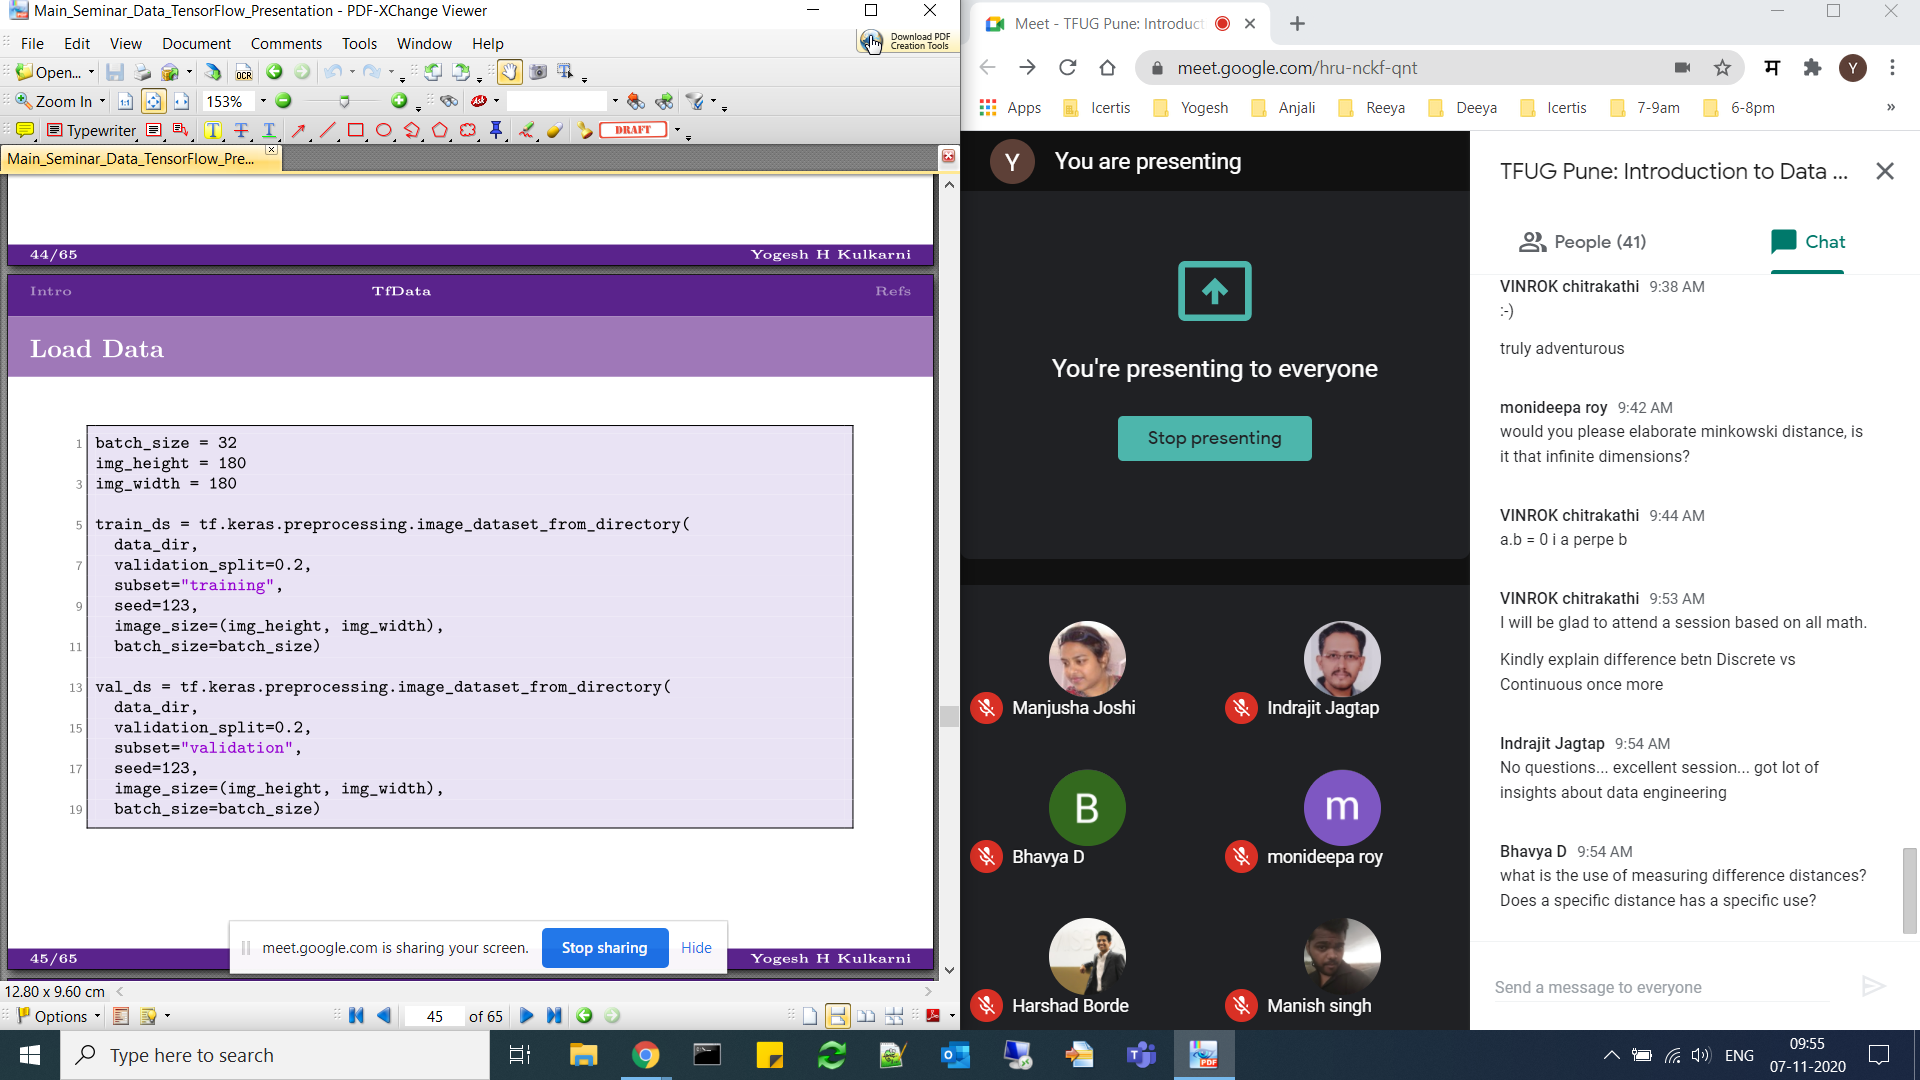 Main_Seminar_Data_TensorFlow_Presentation - PDF-XChange Viewer
File Edit View Document Comments Tools Window Help
Download PDF
Creation Tools
Open...
OCR
Zoom In
153%
Typewriter
DRAFT
Main_Seminar_Data_TensorFlow_Pre...
44/65 Yogesh H Kulkarni
Intro TfData Refs
Load Data
1 batch_size = 32
img_height = 180
3 img_width = 180
5 train_ds = tf.keras.preprocessing.image_dataset_from_directory(
data_dir,
7 validation_split=0.2,
subset="training",
9 seed=123,
image_size=(img_height, img_width),
11 batch_size=batch_size)
13 val_ds = tf.keras.preprocessing.image_dataset_from_directory(
data_dir,
15 validation_split=0.2,
subset="validation",
17 seed=123,
image_size=(img_height, img_width),
19 batch_size=batch_size)
meet.google.com is sharing your screen. Stop sharing Hide
45/65 Yogesh H Kulkarni
12.80 x 9.60 cm
Options 45 of 65
Meet - TFUG Pune: Introduct
meet.google.com/hru-nckf-qnt
म
Y
Apps Icertis Yogesh Anjali Reeya Deeya Icertis 7-9am 6-8pm »
Y You are presenting
You're presenting to everyone
Stop presenting
Manjusha Joshi
Indrajit Jagtap
B
Bhavya D
m
monideepa roy
Harshad Borde
Manish singh
TFUG Pune: Introduction to Data ...
People (41) Chat
VINROK chitrakathi 9:38 AM
:-)
truly adventurous
monideepa roy 9:42 AM
would you please elaborate minkowski distance, is
it that infinite dimensions?
VINROK chitrakathi 9:44 AM
a.b = 0 i a perpe b
VINROK chitrakathi 9:53 AM
I will be glad to attend a session based on all math.
Kindly explain difference betn Discrete vs
Continuous once more
Indrajit Jagtap 9:54 AM
No questions... excellent session... got lot of
insights about data engineering
Bhavya D 9:54 AM
what is the use of measuring difference distances?
Does a specific distance has a specific use?
Send a message to everyone
Type here to search
PDF
ENG
09:55
07-11-2020